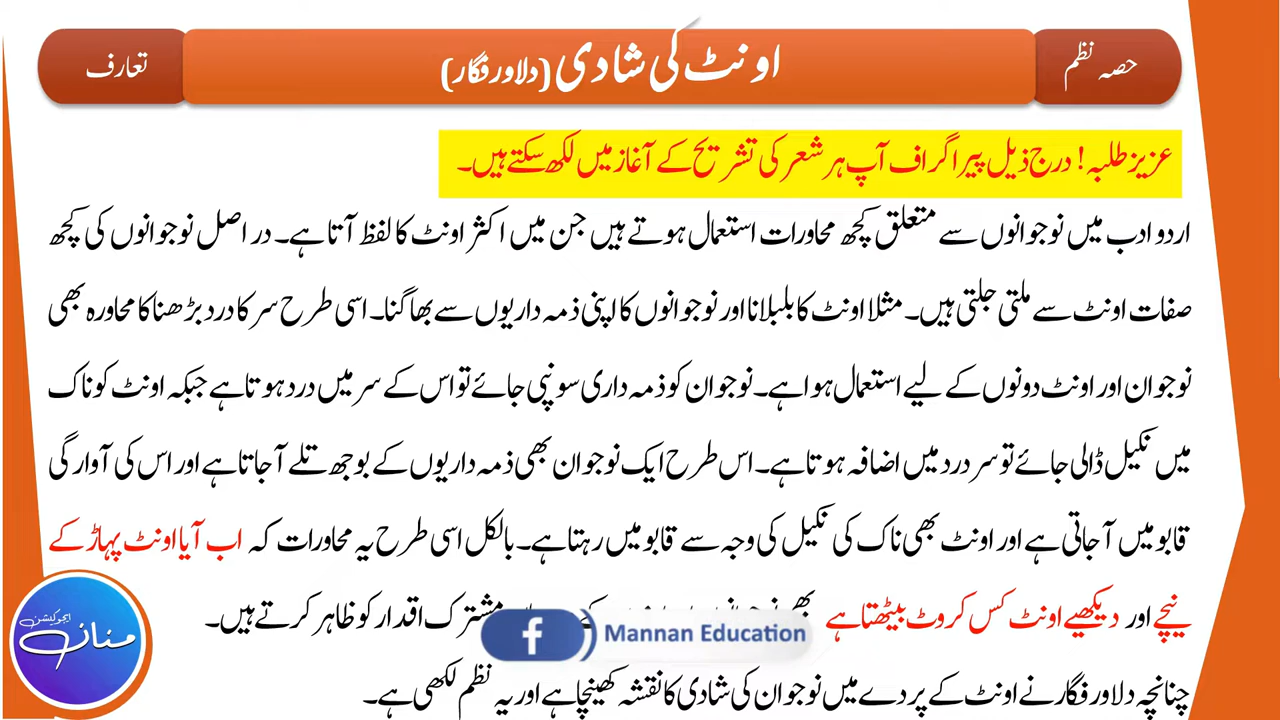 حصہ نظم
اونٹ کی شادی (دلاور فگار)
تعارف
عزیز طلبہ! درج ذیل پیراگراف آپ ہر شعر کی تشریح کے آغاز میں لکھ سکتے ہیں۔
اردو ادب میں نوجوانوں سے متعلق کچھ محاورات استعمال ہوتے ہیں جن میں اکثر اونٹ کا لفظ آتا ہے۔ در اصل نوجوانوں کی کچھ
صفات اونٹ سے ملتی جلتی ہیں۔ مثلا اونٹ کا بلبلانا اور نوجوانوں کا اپنی ذمہ داریوں سے بھاگنا۔ اسی طرح سر کا درد بڑھنا کا محاورہ بھی
نوجوان اور اونٹ دونوں کے لیے استعمال ہوا ہے۔ نوجوان کو ذمہ داری سونپی جائے تو اس کے سر میں درد ہوتا ہے جبکہ اونٹ کو ناک
میں نکیل ڈالی جائے تو سر درد میں اضافہ ہوتا ہے۔ اس طرح ایک نوجوان بھی ذمہ داریوں کے بوجھ تلے آ جاتا ہے اور اس کی آوارگی
قابو میں آ جاتی ہے اور اونٹ بھی ناک کی نکیل کی وجہ سے قابو میں رہتا ہے۔ بالکل اسی طرح یہ محاورات کہ اب آیا اونٹ پہاڑ کے
نیچے اور دیکھیے اونٹ کس کروٹ بیٹھتا ہے بھی مشترک اقدار کو ظاہر کرتے ہیں۔
چنانچہ دلاور فگار نے اونٹ کے پردے میں نوجوان کی شادی کا نقشہ کھینچا ہے اور یہ نظم لکھی ہے۔
f Mannan Education
منان ایجوکیشن